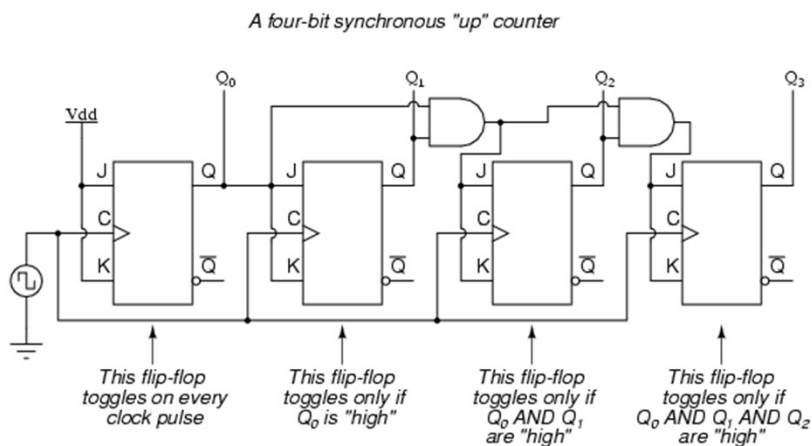 A four-bit synchronous "up" counter
Q0 Q1 Q2 Q3
Vdd
J Q J Q J Q J Q
C C C C
K Q̅ K Q̅ K Q̅ K Q̅
This flip-flop
toggles on every
clock pulse
This flip-flop
toggles only if
Q0 is "high"
This flip-flop
toggles only if
Q0 AND Q1
are "high"
This flip-flop
toggles only if
Q0 AND Q1 AND Q2
are "high"